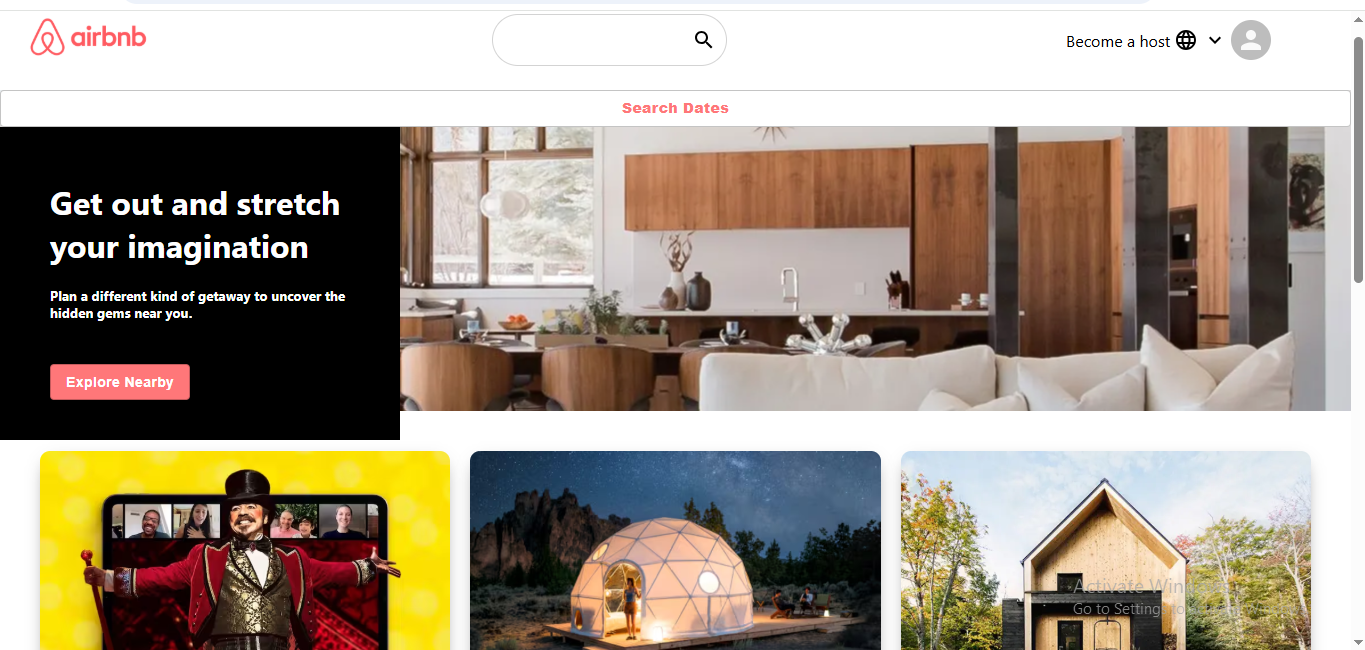 airbnb
Become a host
Search Dates
Get out and stretch
your imagination
Plan a different kind of getaway to uncover the
hidden gems near you.
Explore Nearby
Activate Win
Go to Setting